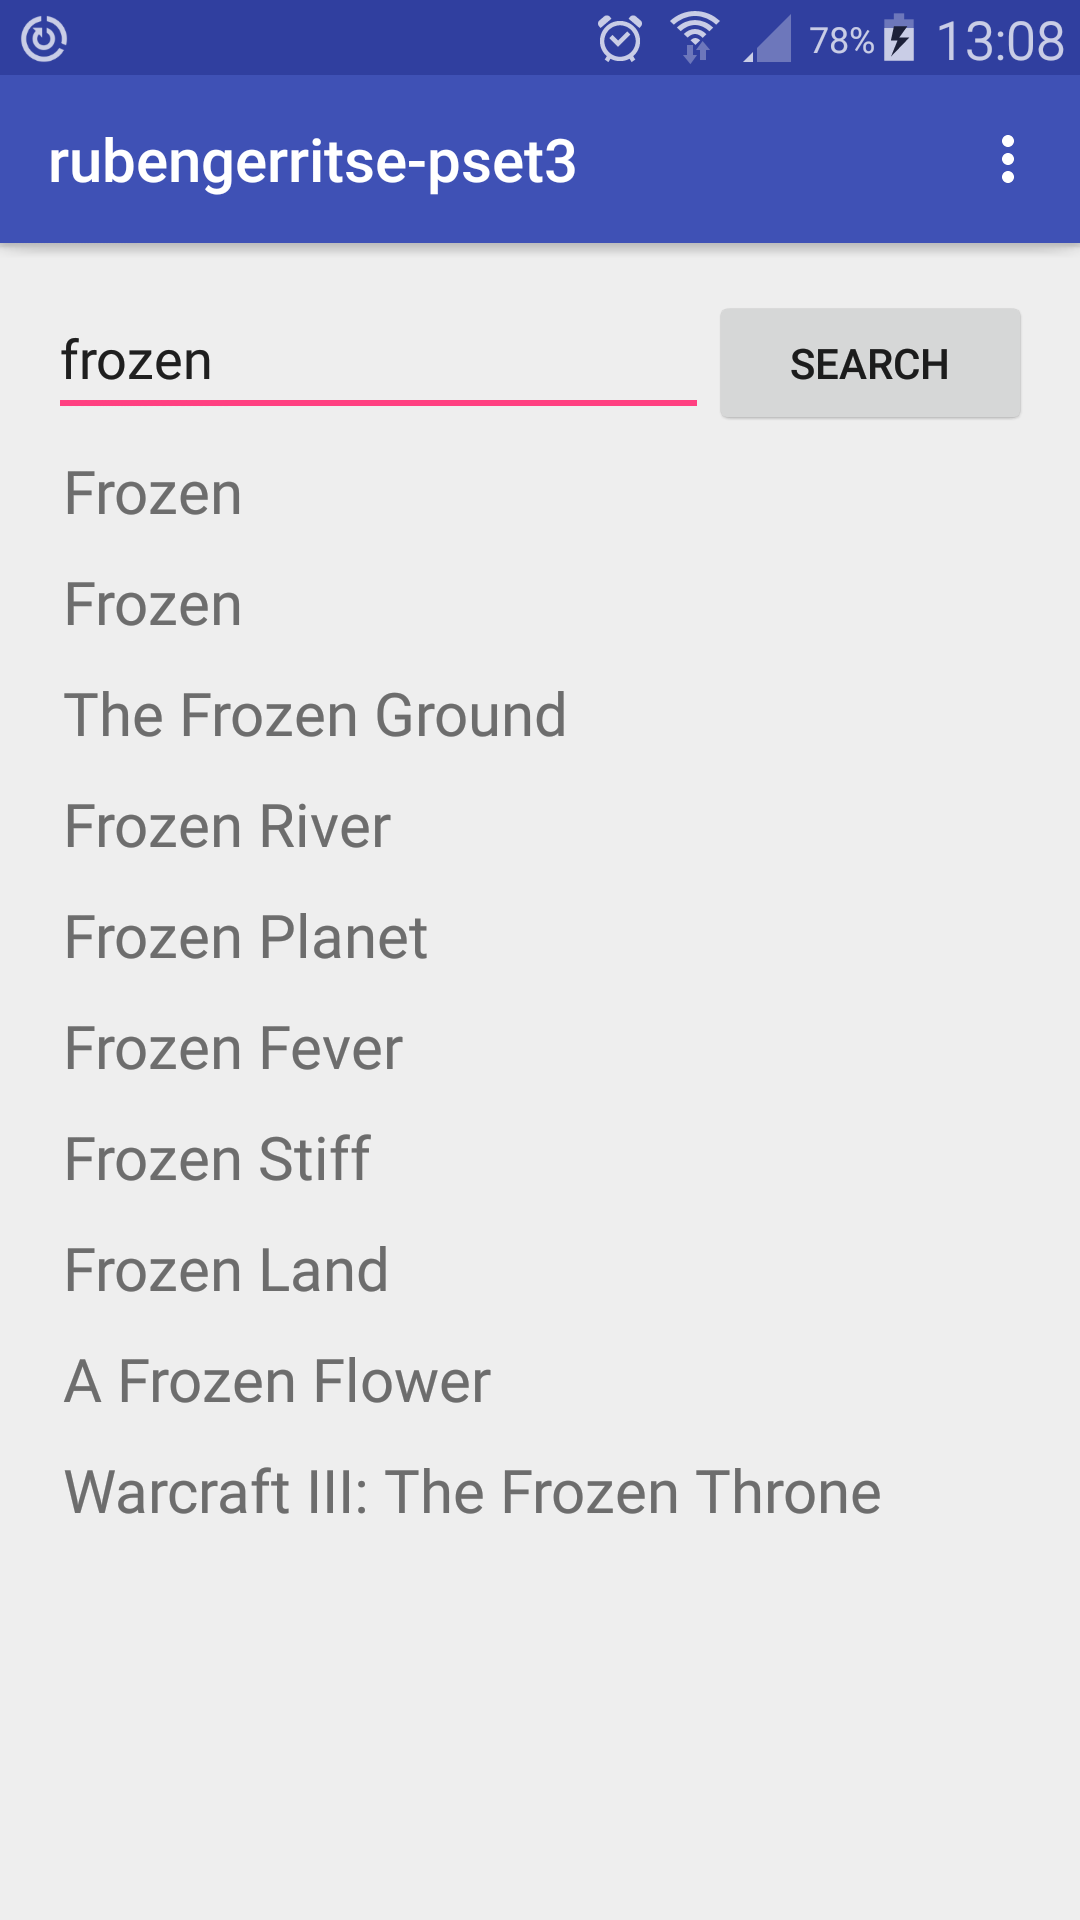 78% 13:08
rubengerritse-pset3
frozen SEARCH
Frozen
Frozen
The Frozen Ground
Frozen River
Frozen Planet
Frozen Fever
Frozen Stiff
Frozen Land
A Frozen Flower
Warcraft III: The Frozen Throne